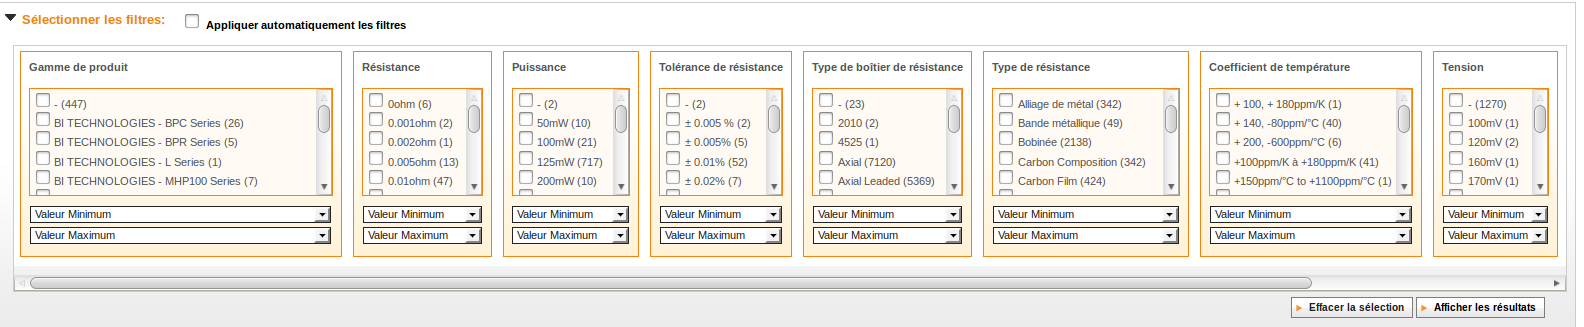 Sélectionner les filtres:
Appliquer automatiquement les filtres
Gamme de produit
- (447)
BI TECHNOLOGIES - BPC Series (26)
BI TECHNOLOGIES - BPR Series (5)
BI TECHNOLOGIES - L Series (1)
BI TECHNOLOGIES - MHP100 Series (7)
Valeur Minimum
Valeur Maximum
Résistance
0ohm (6)
0.001ohm (2)
0.002ohm (1)
0.005ohm (13)
0.01ohm (47)
Valeur Minimum
Valeur Maximum
Puissance
- (2)
50mW (10)
100mW (21)
125mW (717)
200mW (10)
Valeur Minimum
Valeur Maximum
Tolérance de résistance
- (2)
± 0.005 % (2)
± 0.005% (5)
± 0.01% (52)
± 0.02% (7)
Valeur Minimum
Valeur Maximum
Type de boîtier de résistance
- (23)
2010 (2)
4525 (1)
Axial (7120)
Axial Leaded (5369)
Valeur Minimum
Valeur Maximum
Type de résistance
Alliage de métal (342)
Bande métallique (49)
Bobinée (2138)
Carbon Composition (342)
Carbon Film (424)
Valeur Minimum
Valeur Maximum
Coefficient de température
+ 100, + 180ppm/K (1)
+ 140, -80ppm/°C (40)
+ 200, -600ppm/°C (6)
+100ppm/K à +180ppm/K (41)
+150ppm/°C to +1100ppm/°C (1)
Valeur Minimum
Valeur Maximum
Tension
- (1270)
100mV (1)
120mV (2)
160mV (1)
170mV (1)
Valeur Minimum
Valeur Maximum
Effacer la sélection
Afficher les résultats